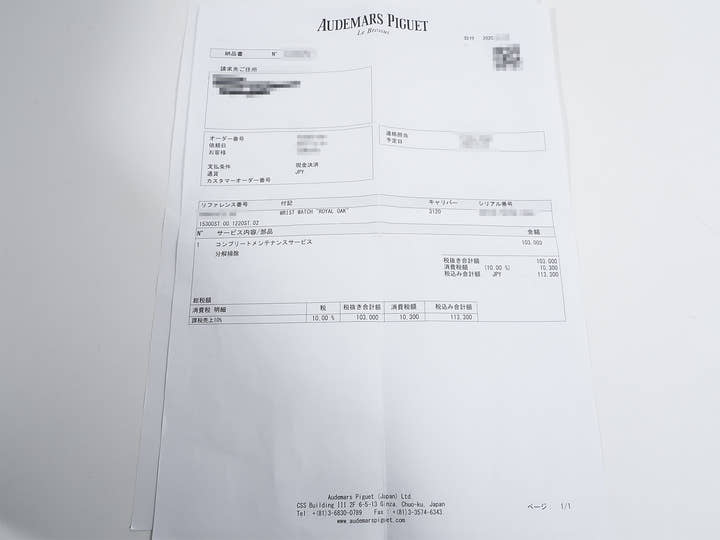 AUDEMARS PIGUET
Le Brassus
日付 2020
納品書 N°
請求先ご住所
オーダー番号
依頼日
お客様
連絡担当
予定日
支払条件 現金決済
通貨 JPY
カスタマーオーダー番号
リファレンス番号 付記 キャリバー シリアル番号
WRIST WATCH "ROYAL OAK" 3120
15300ST.OO.1220ST.02
N° サービス内容/部品 金額
1 コンプリートメンテナンスサービス 103,000
分解掃除
税抜き合計額 103,000
消費税額 (10.00 %) 10,300
税込み合計額 JPY 113,300
総税額
消費税 明細 税 税抜き合計額 消費税額 税込み合計額
課税売上10% 10.00 % 103,000 10,300 113,300
Audemars Piguet (Japan) Ltd.
CSS Building III 2F 6-5-13 Ginza, Chuo-ku, Japan
Tel : +(81)3-6830-0789 Fax : +(81)3-3574-6343
www.audemarspiguet.com
ページ 1/1